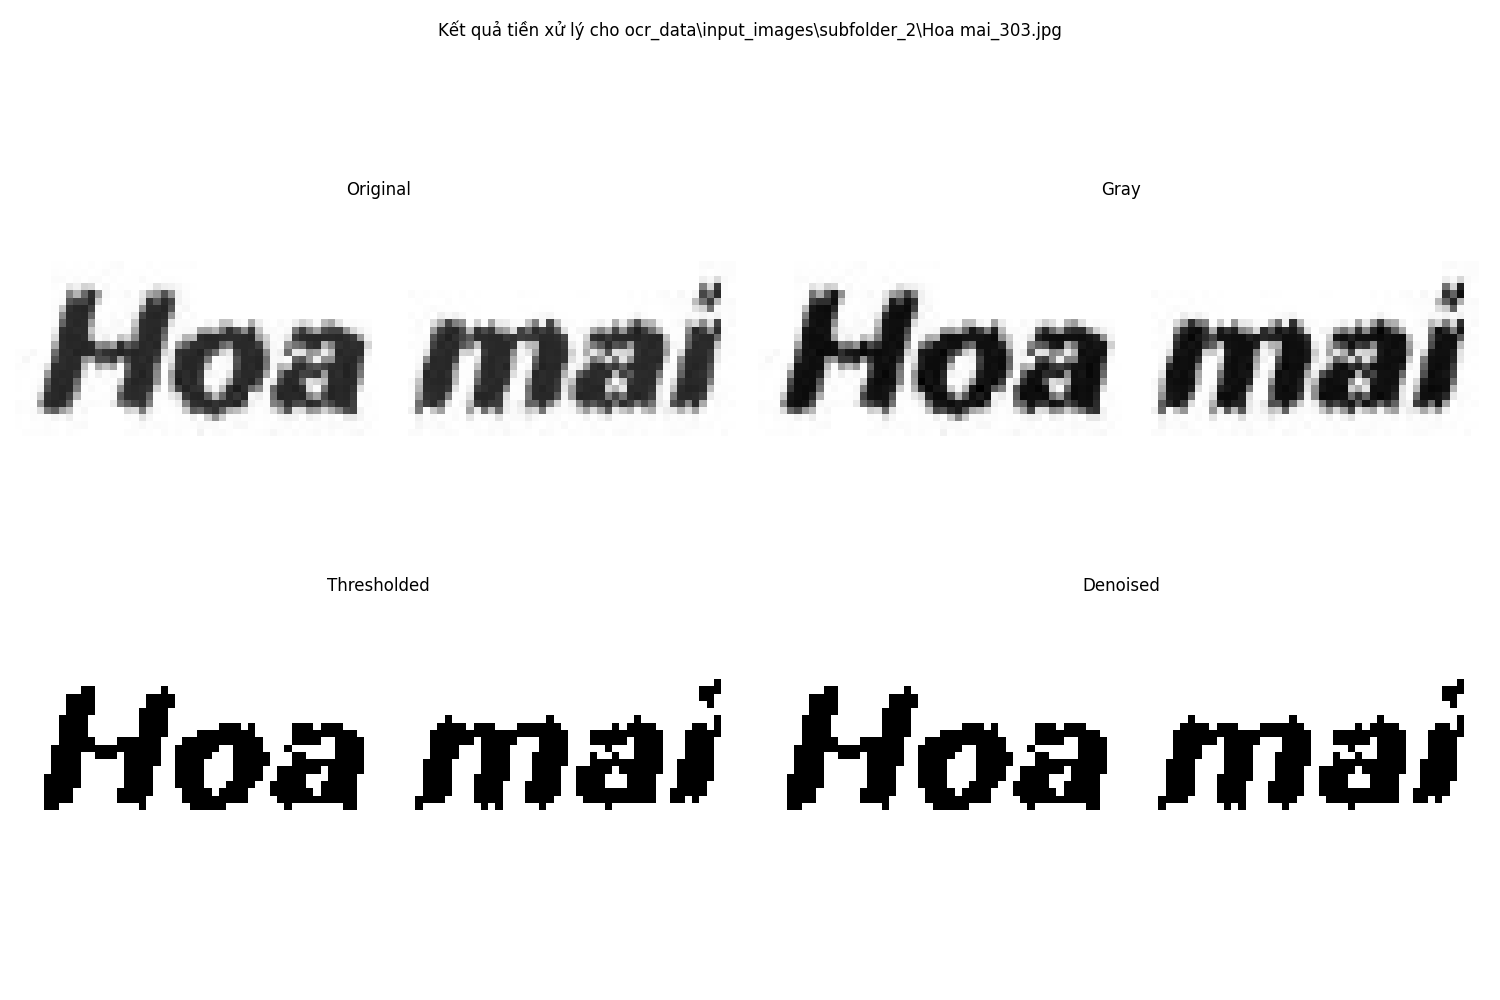 Kết quả tiền xử lý cho ocr_data\input_images\subfolder_2\Hoa mai_303.jpg
Original
Gray
Hoa mai
Hoa mai
Thresholded
Denoised
Hoa mai
Hoa mai